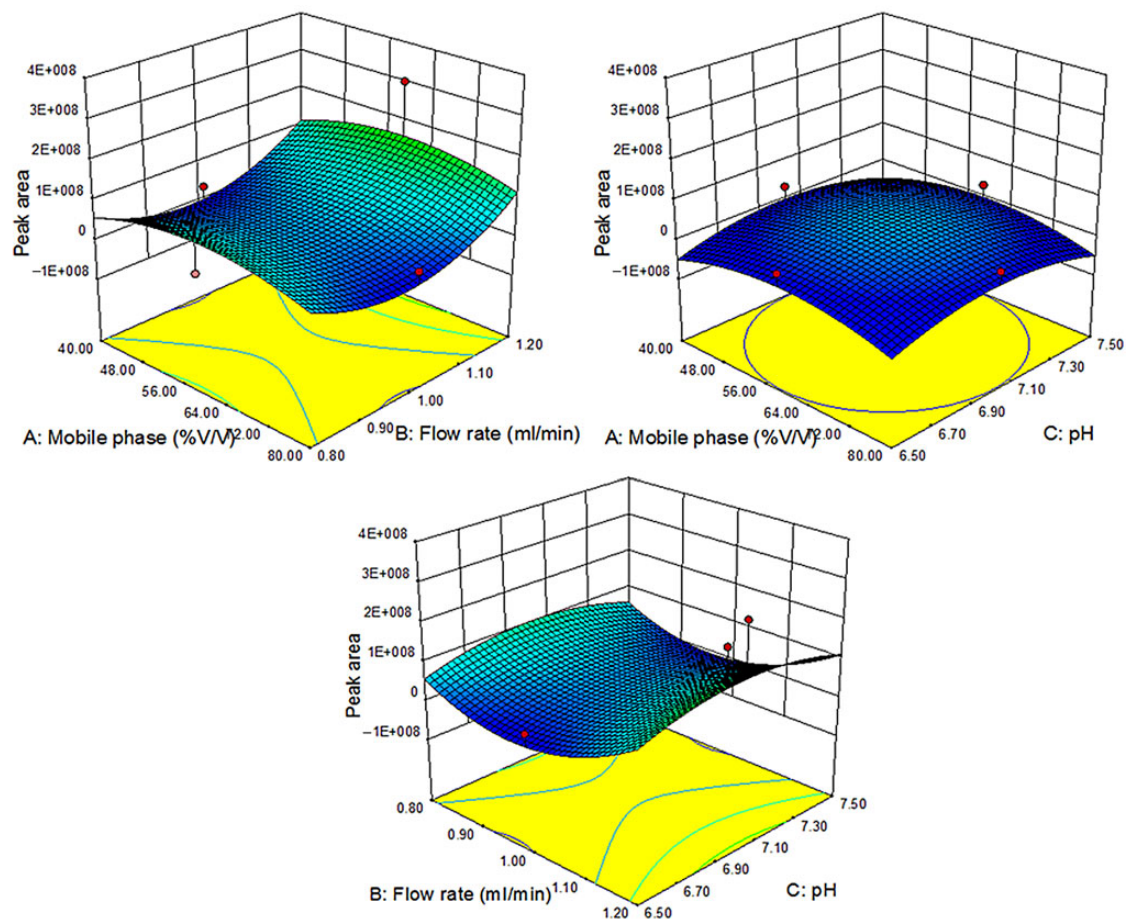 4E+008
3E+008
2E+008
1E+008
0
−1E+008
Peak area
40.00
48.00
56.00
64.00
72.00
80.00
A: Mobile phase (%V/V)
0.80
0.90
1.00
1.10
1.20
B: Flow rate (ml/min)
4E+008
3E+008
2E+008
1E+008
0
−1E+008
Peak area
40.00
48.00
56.00
64.00
72.00
80.00
A: Mobile phase (%V/V)
6.50
6.70
6.90
7.10
7.30
7.50
C: pH
4E+008
3E+008
2E+008
1E+008
0
−1E+008
Peak area
0.80
0.90
1.00
1.10
1.20
B: Flow rate (ml/min)
6.50
6.70
6.90
7.10
7.30
7.50
C: pH